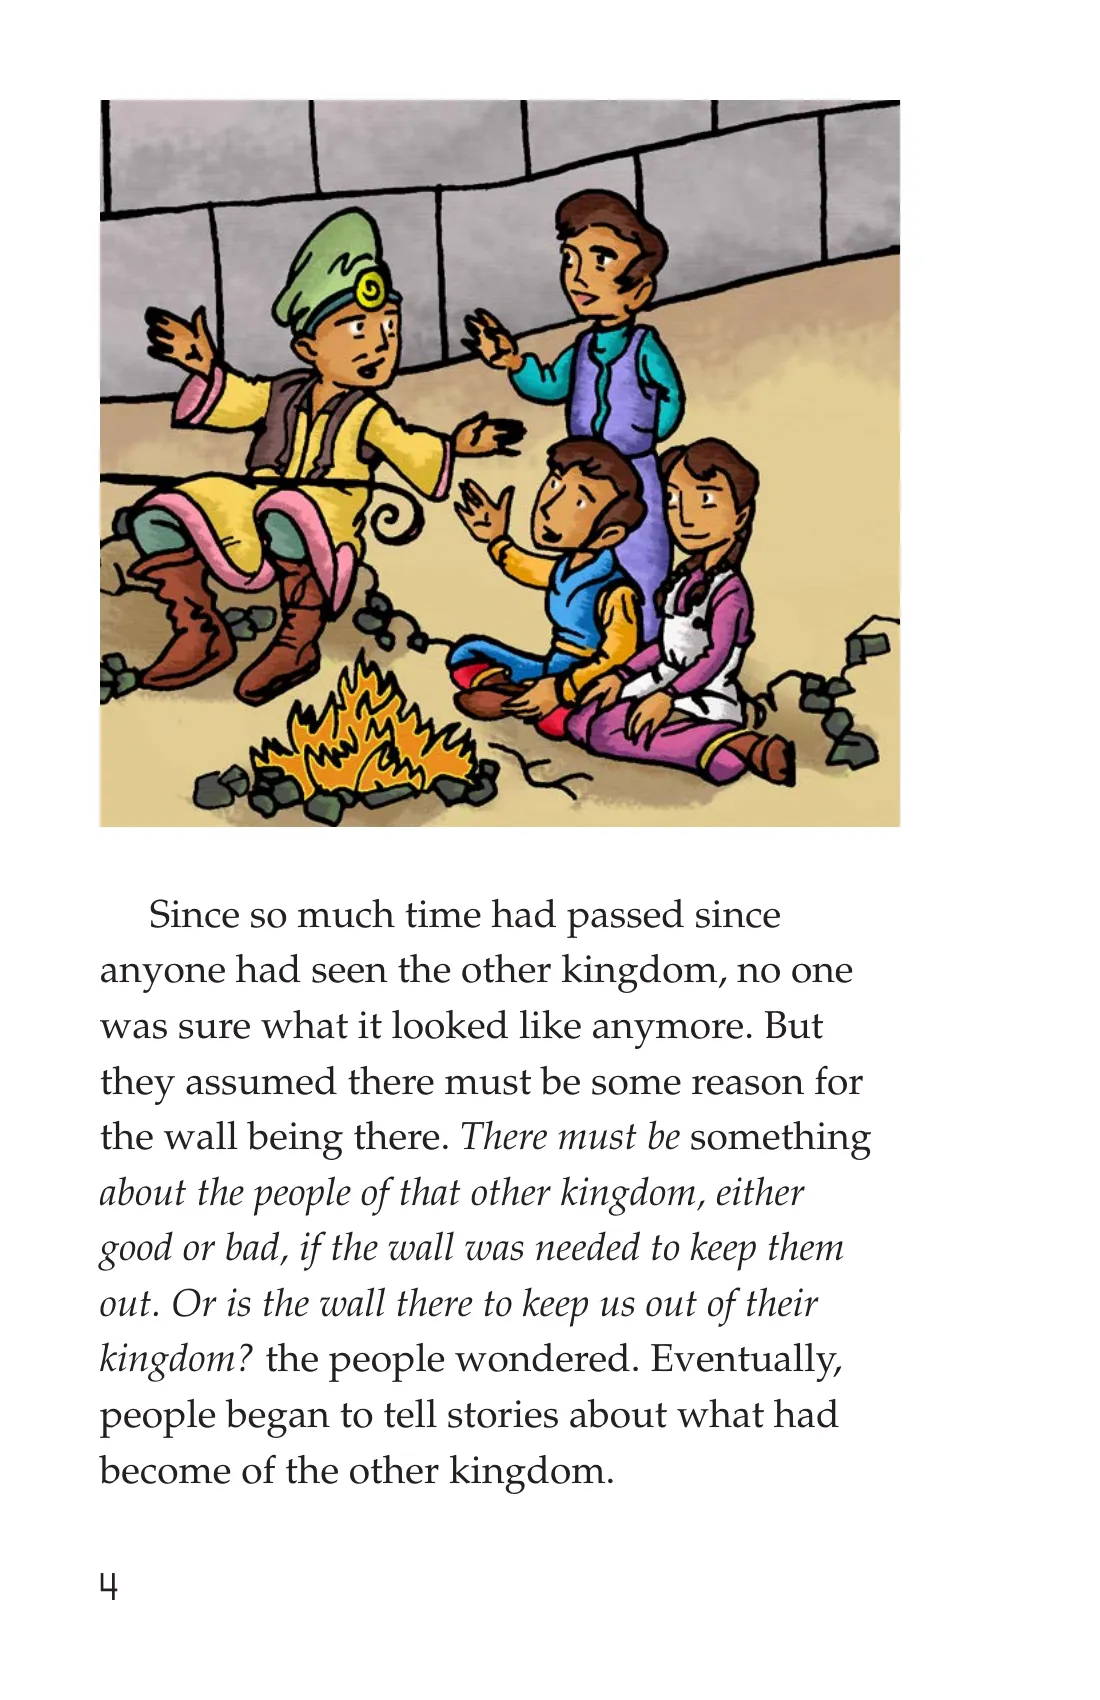 Since so much time had passed since
anyone had seen the other kingdom, no one
was sure what it looked like anymore. But
they assumed there must be some reason for
the wall being there. There must be something
about the people of that other kingdom, either
good or bad, if the wall was needed to keep them
out. Or is the wall there to keep us out of their
kingdom? the people wondered. Eventually,
people began to tell stories about what had
become of the other kingdom.
4